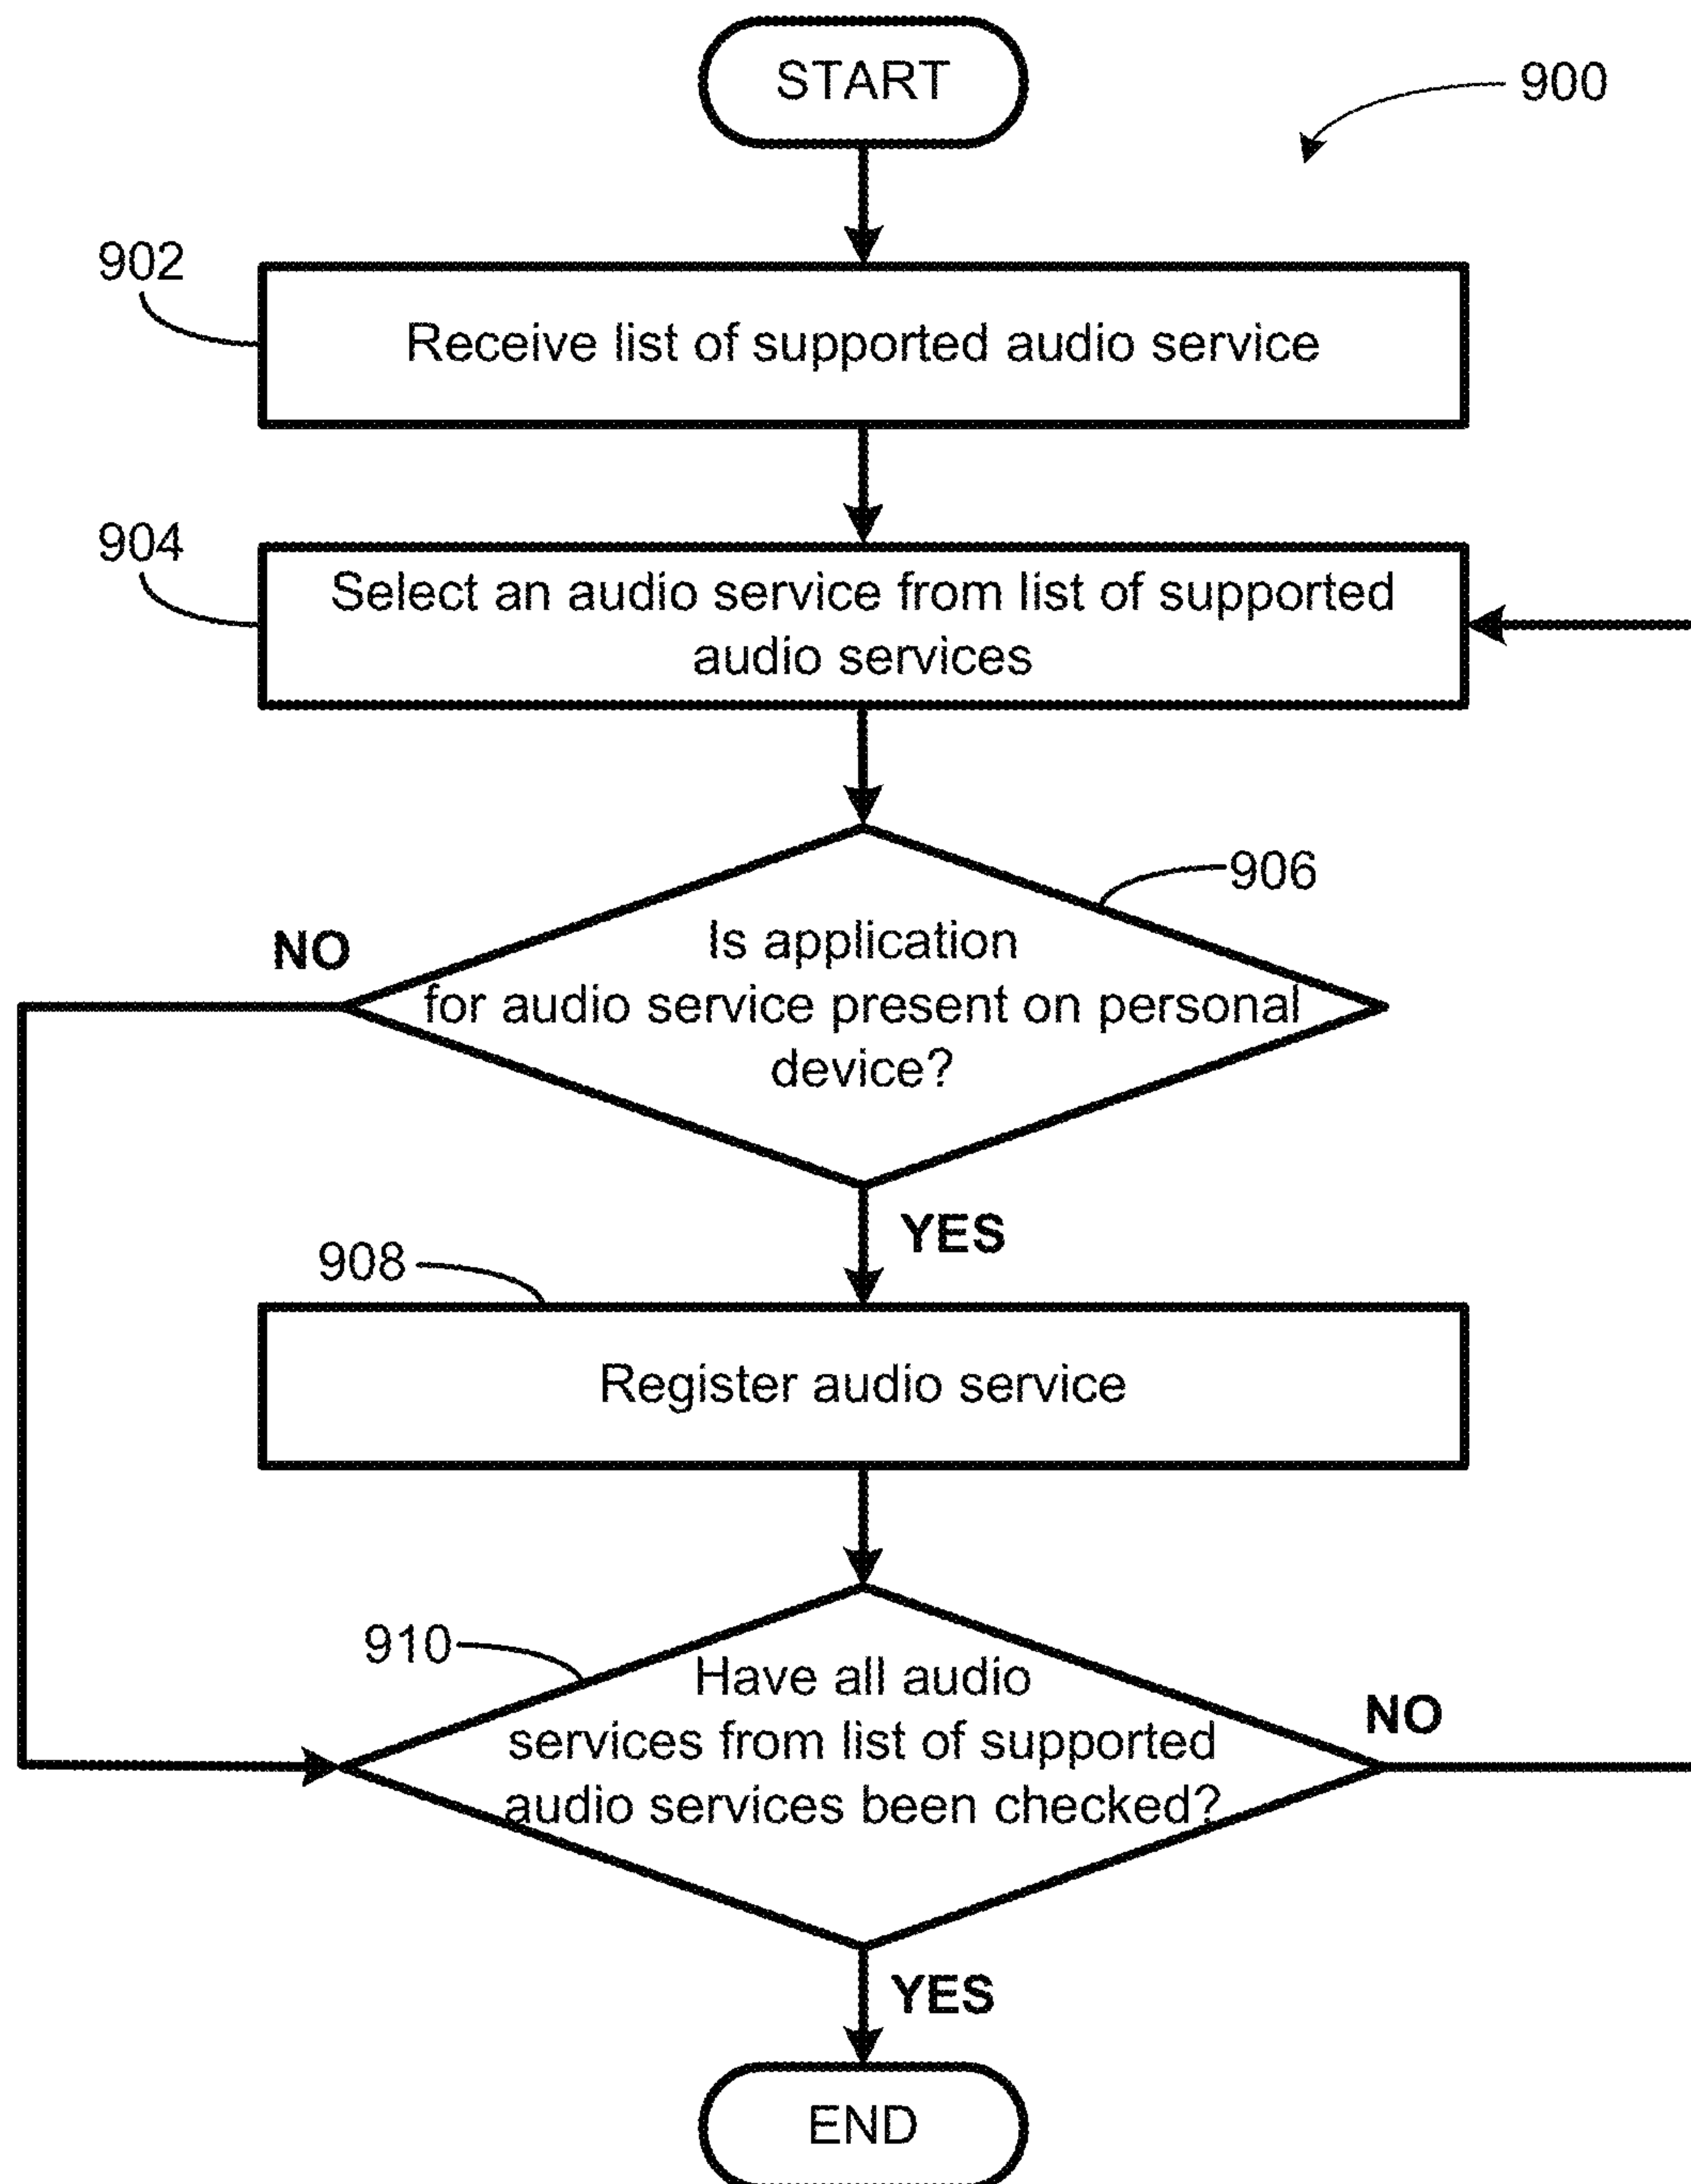 START
900
902
Receive list of supported audio service
904
Select an audio service from list of supported
audio services
906
NO
Is application
for audio service present on personal
device?
YES
908
Register audio service
910
Have all audio
services from list of supported
audio services been checked?
NO
YES
END